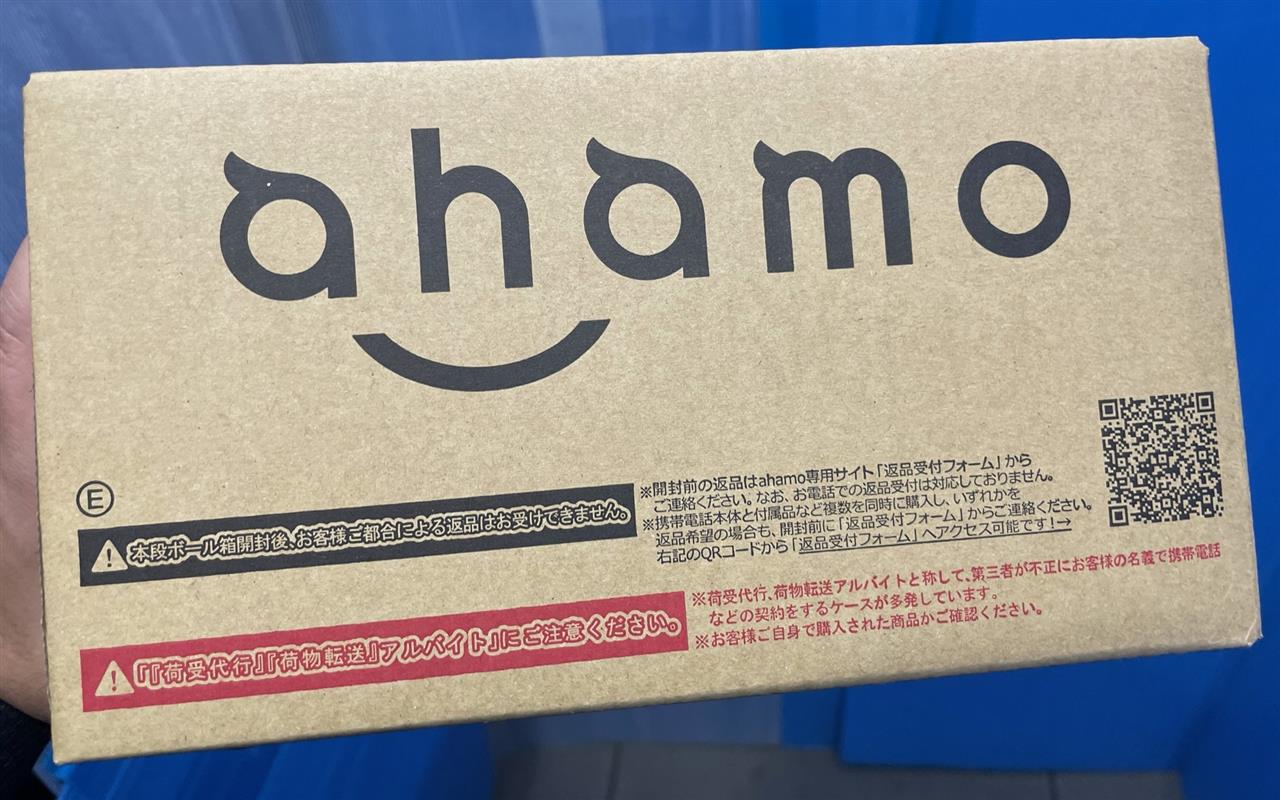 ahamo
E
本段ボール箱開封後、お客様ご都合による返品はお受けできません。
※開封前の返品はahamo専用サイト「返品受付フォーム」から
ご連絡ください。なお、お電話での返品受付は対応しておりません。
※携帯電話本体と付属品など複数を同時に購入し、いずれかを
返品希望の場合も、開封前に「返品受付フォーム」からご連絡ください。
右記のQRコードから「返品受付フォーム」へアクセス可能です!→
「『荷受代行』『荷物転送』アルバイト」にご注意ください。
※荷受代行、荷物転送アルバイトと称して、第三者が不正にお客様の名義で携帯電話
などの契約をするケースが多発しています。
※お客様ご自身で購入された商品かご確認ください。